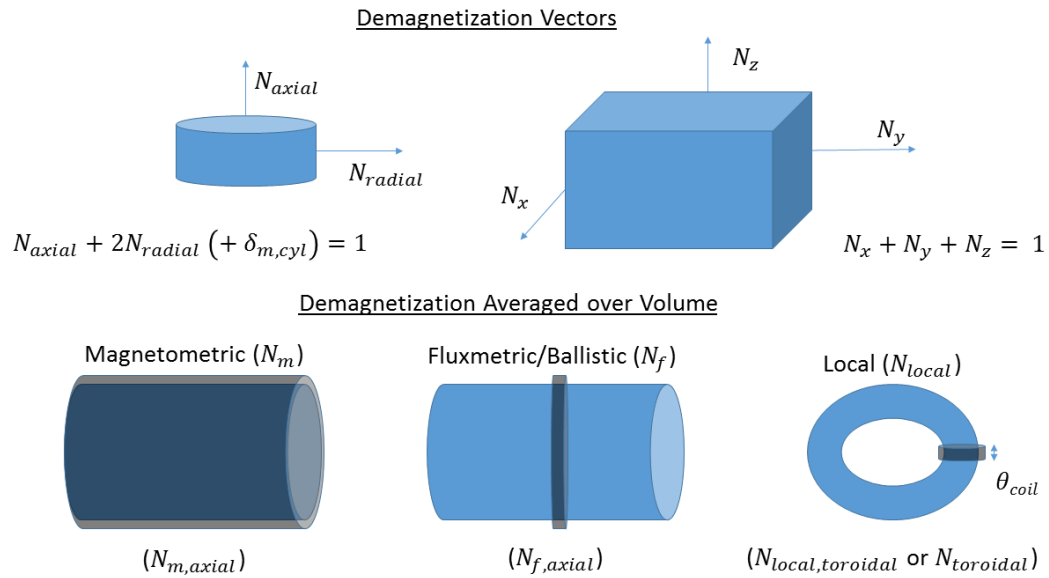 Demagnetization Vectors
N_axial
N_radial
N_axial + 2N_radial (+ δ_m,cyl) = 1
N_z
N_y
N_x
N_x + N_y + N_z = 1
Demagnetization Averaged over Volume
Magnetometric (N_m)
(N_m,axial)
Fluxmetric/Ballistic (N_f)
(N_f,axial)
Local (N_local)
θ_coil
(N_local,toroidal or N_toroidal)